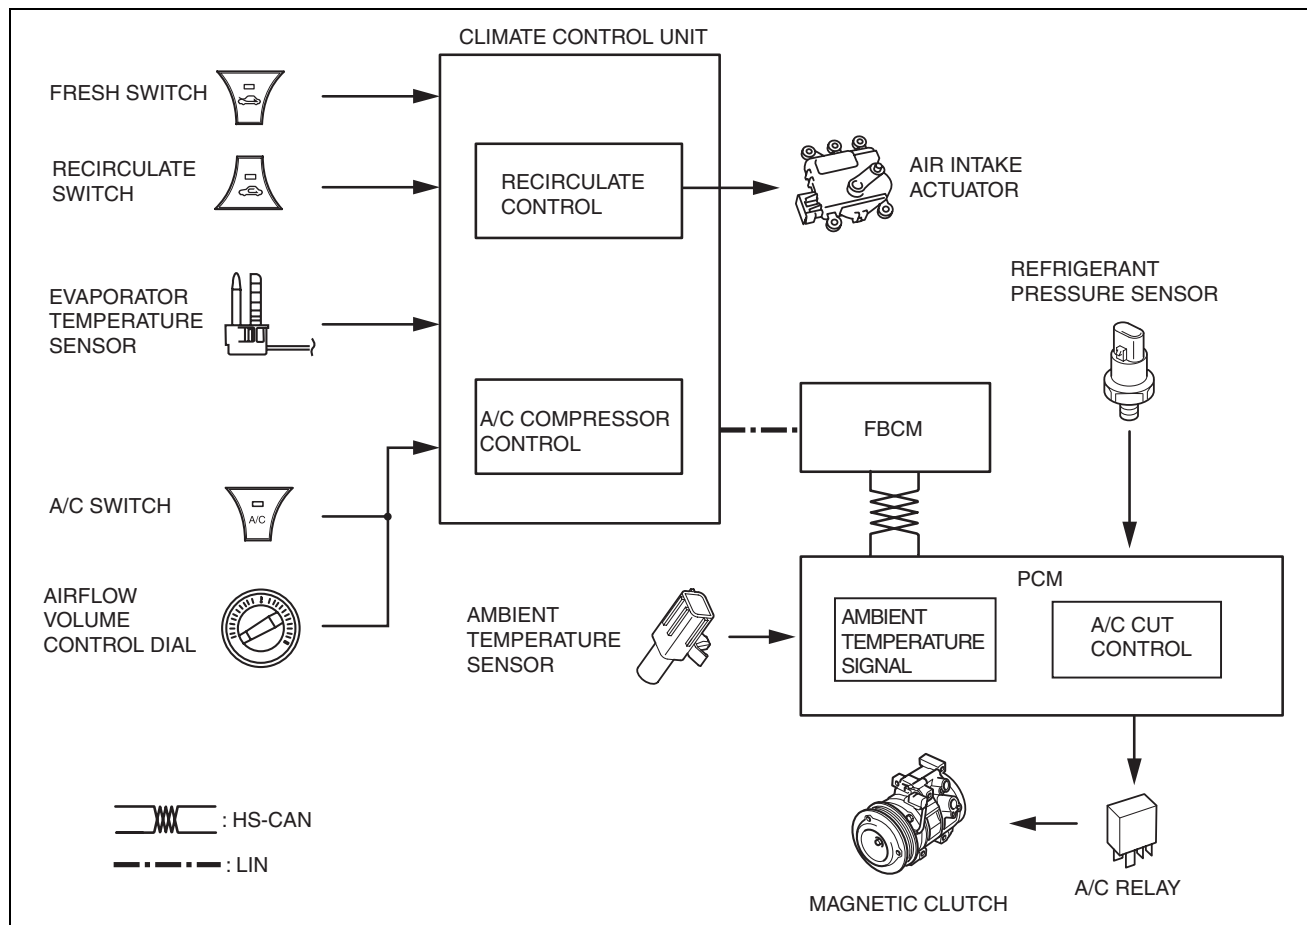 CLIMATE CONTROL UNIT
FRESH SWITCH
RECIRCULATE
SWITCH
RECIRCULATE
CONTROL
AIR INTAKE
ACTUATOR
EVAPORATOR
TEMPERATURE
SENSOR
REFRIGERANT
PRESSURE SENSOR
A/C COMPRESSOR
CONTROL
FBCM
A/C SWITCH
A/C
AIRFLOW
VOLUME
CONTROL DIAL
AMBIENT
TEMPERATURE
SENSOR
PCM
AMBIENT
TEMPERATURE
SIGNAL
A/C CUT
CONTROL
: HS-CAN
: LIN
MAGNETIC CLUTCH
A/C RELAY